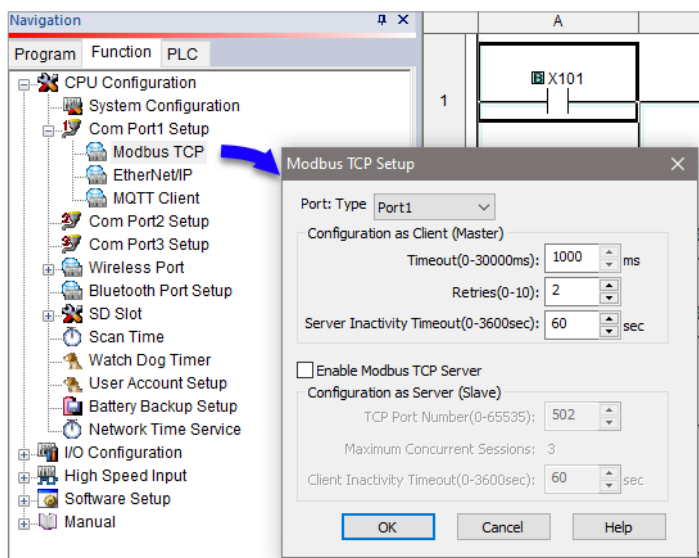 Navigation
Program Function PLC
CPU Configuration
System Configuration
Com Port1 Setup
Modbus TCP
EtherNet/IP
MQTT Client
Com Port2 Setup
Com Port3 Setup
Wireless Port
Bluetooth Port Setup
SD Slot
Scan Time
Watch Dog Timer
User Account Setup
Battery Backup Setup
Network Time Service
I/O Configuration
High Speed Input
Software Setup
Manual
A
1
B X101
Modbus TCP Setup
Port: Type Port1
Configuration as Client (Master)
Timeout(0-30000ms): 1000 ms
Retries(0-10): 2
Server Inactivity Timeout(0-3600sec): 60 sec
Enable Modbus TCP Server
Configuration as Server (Slave)
TCP Port Number(0-65535): 502
Maximum Concurrent Sessions: 3
Client Inactivity Timeout(0-3600sec): 60 sec
OK Cancel Help